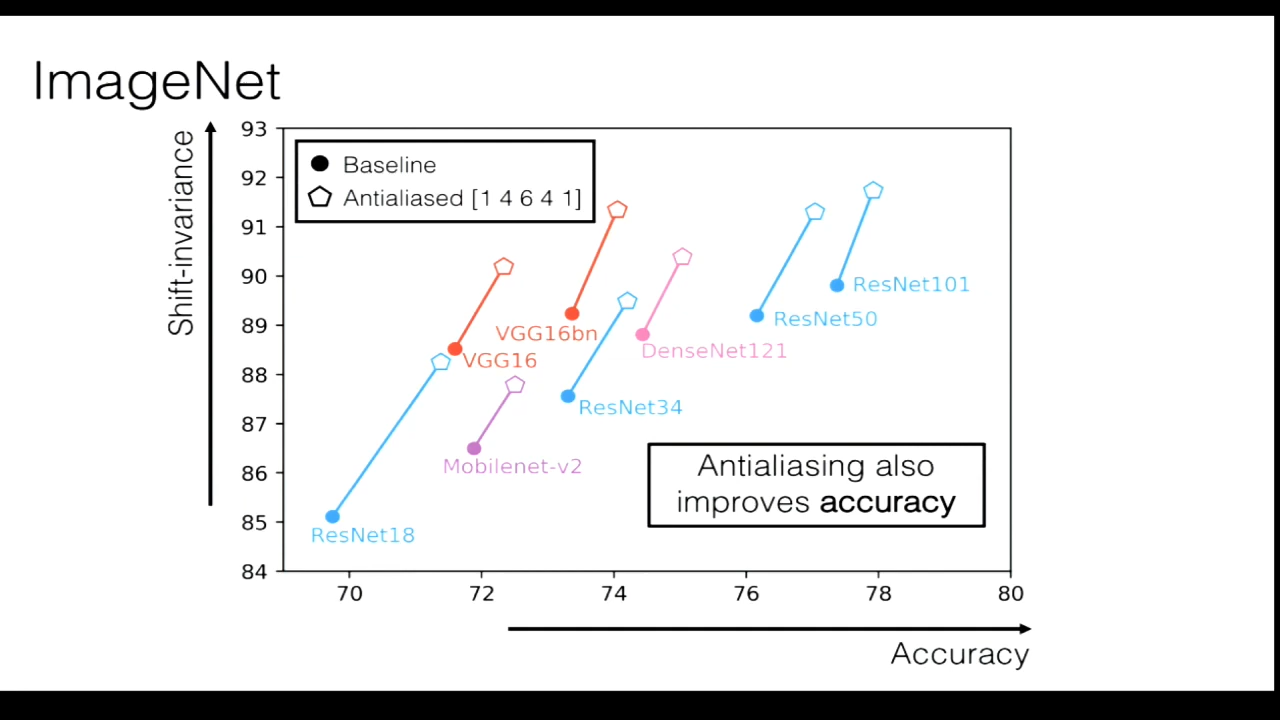 ImageNet
Shift-invariance
93
92
91
90
89
88
87
86
85
84
Baseline
Antialiased [1 4 6 4 1]
ResNet101
ResNet50
VGG16bn
DenseNet121
VGG16
ResNet34
Mobilenet-v2
Antialiasing also
improves accuracy
ResNet18
70 72 74 76 78 80
Accuracy